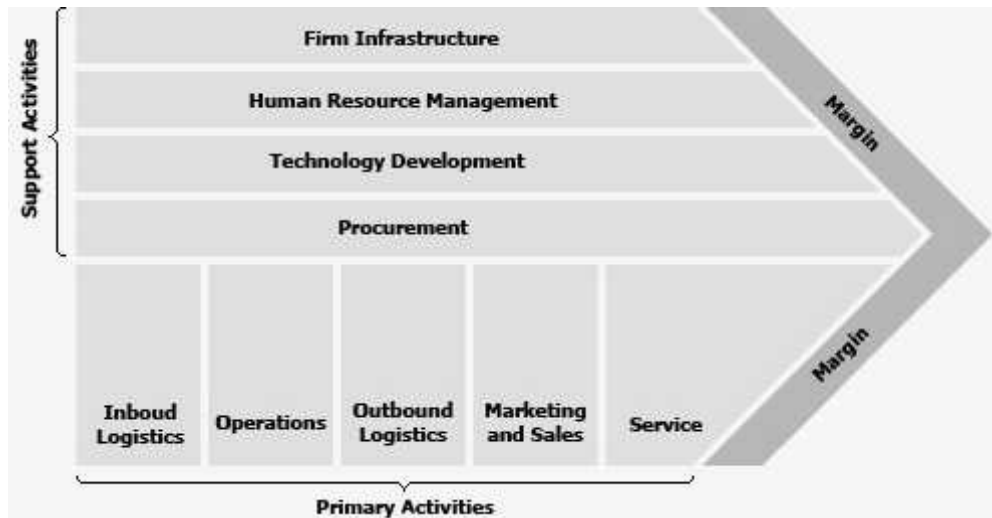 Support Activities
Firm Infrastructure
Human Resource Management
Technology Development
Procurement
Margin
Margin
Inboud
Logistics
Operations
Outbound
Logistics
Marketing
and Sales
Service
Primary Activities